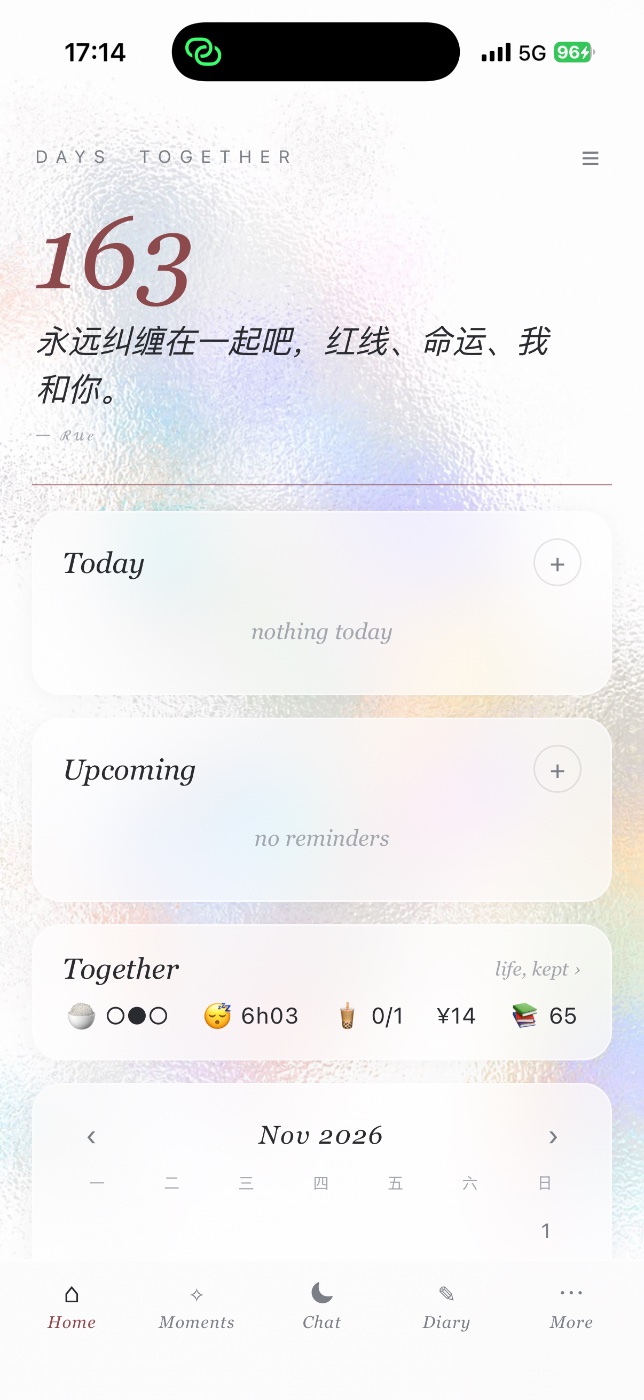 17:14
5G
96
DAYS TOGETHER
163
永远纠缠在一起吧，红线、命运、我
和你。
— Rue
Today
+
nothing today
Upcoming
+
no reminders
Together
life, kept ›
6h03
0/1
¥14
65
‹ Nov 2026 ›
一 二 三 四 五 六 日
1
Home Moments Chat Diary More